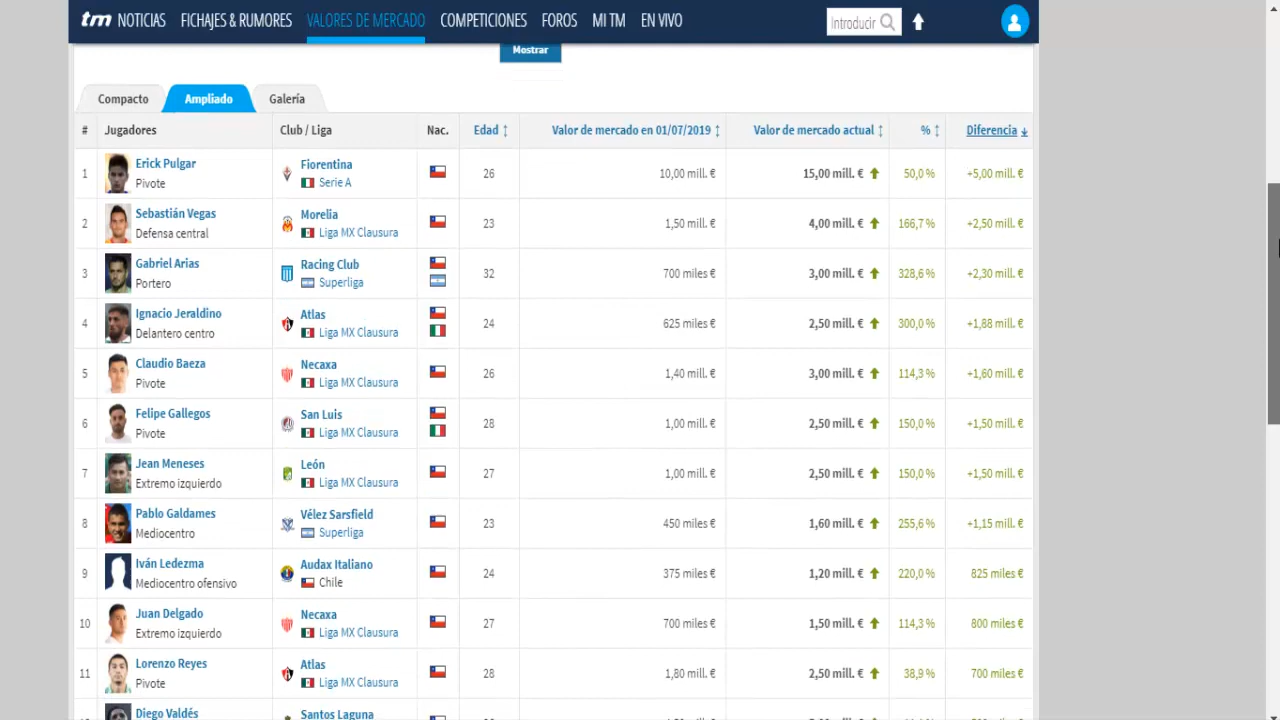 tm NOTICIAS FICHAJES & RUMORES VALORES DE MERCADO COMPETICIONES FOROS MI TM EN VIVO Introducir
Mostrar
Compacto Ampliado Galería
# Jugadores Club / Liga Nac. Edad Valor de mercado en 01/07/2019 Valor de mercado actual % Diferencia
1 Erick Pulgar Pivote Fiorentina Serie A 26 10,00 mill. € 15,00 mill. € 50,0 % +5,00 mill. €
2 Sebastián Vegas Defensa central Morelia Liga MX Clausura 23 1,50 mill. € 4,00 mill. € 166,7 % +2,50 mill. €
3 Gabriel Arias Portero Racing Club Superliga 32 700 miles € 3,00 mill. € 328,6 % +2,30 mill. €
4 Ignacio Jeraldino Delantero centro Atlas Liga MX Clausura 24 625 miles € 2,50 mill. € 300,0 % +1,88 mill. €
5 Claudio Baeza Pivote Necaxa Liga MX Clausura 26 1,40 mill. € 3,00 mill. € 114,3 % +1,60 mill. €
6 Felipe Gallegos Pivote San Luis Liga MX Clausura 28 1,00 mill. € 2,50 mill. € 150,0 % +1,50 mill. €
7 Jean Meneses Extremo izquierdo León Liga MX Clausura 27 1,00 mill. € 2,50 mill. € 150,0 % +1,50 mill. €
8 Pablo Galdames Mediocentro Vélez Sarsfield Superliga 23 450 miles € 1,60 mill. € 255,6 % +1,15 mill. €
9 Iván Ledezma Mediocentro ofensivo Audax Italiano Chile 24 375 miles € 1,20 mill. € 220,0 % 825 miles €
10 Juan Delgado Extremo izquierdo Necaxa Liga MX Clausura 27 700 miles € 1,50 mill. € 114,3 % 800 miles €
11 Lorenzo Reyes Pivote Atlas Liga MX Clausura 28 1,80 mill. € 2,50 mill. € 38,9 % 700 miles €
Diego Valdés Santos Laguna